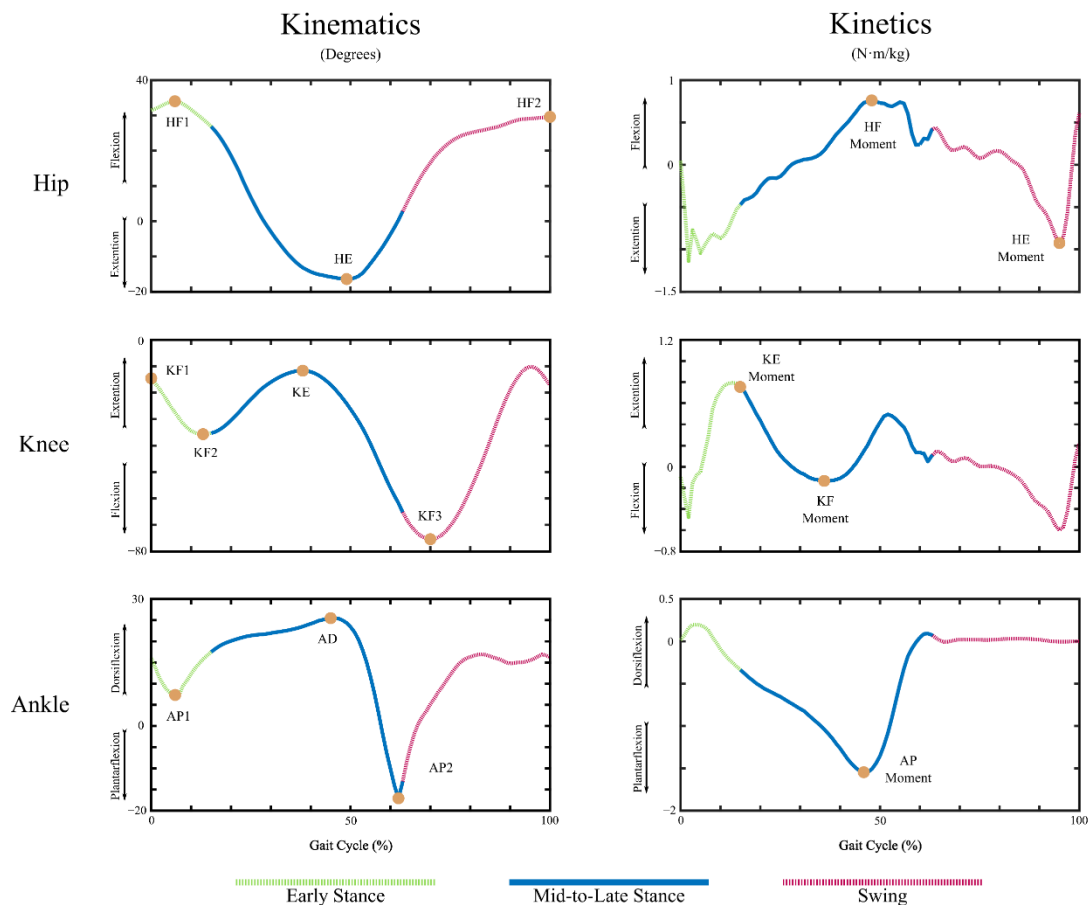 Kinematics
(Degrees)
Kinetics
(N·m/kg)
Hip
40
0
−20
Flexion
Extention
HF1
HE
HF2
1
0
−1.5
Flexion
Extention
HF
Moment
HE
Moment
Knee
0
−80
Extention
Flexion
KF1
KF2
KE
KF3
1.2
0
−0.8
Extention
Flexion
KE
Moment
KF
Moment
Ankle
30
0
−20
Dorsiflexion
Plantarflexion
AP1
AD
AP2
0 50 100
Gait Cycle (%)
0.5
0
−2
Dorsiflexion
Plantarflexion
AP
Moment
0 50 100
Gait Cycle (%)
Early Stance
Mid-to-Late Stance
Swing